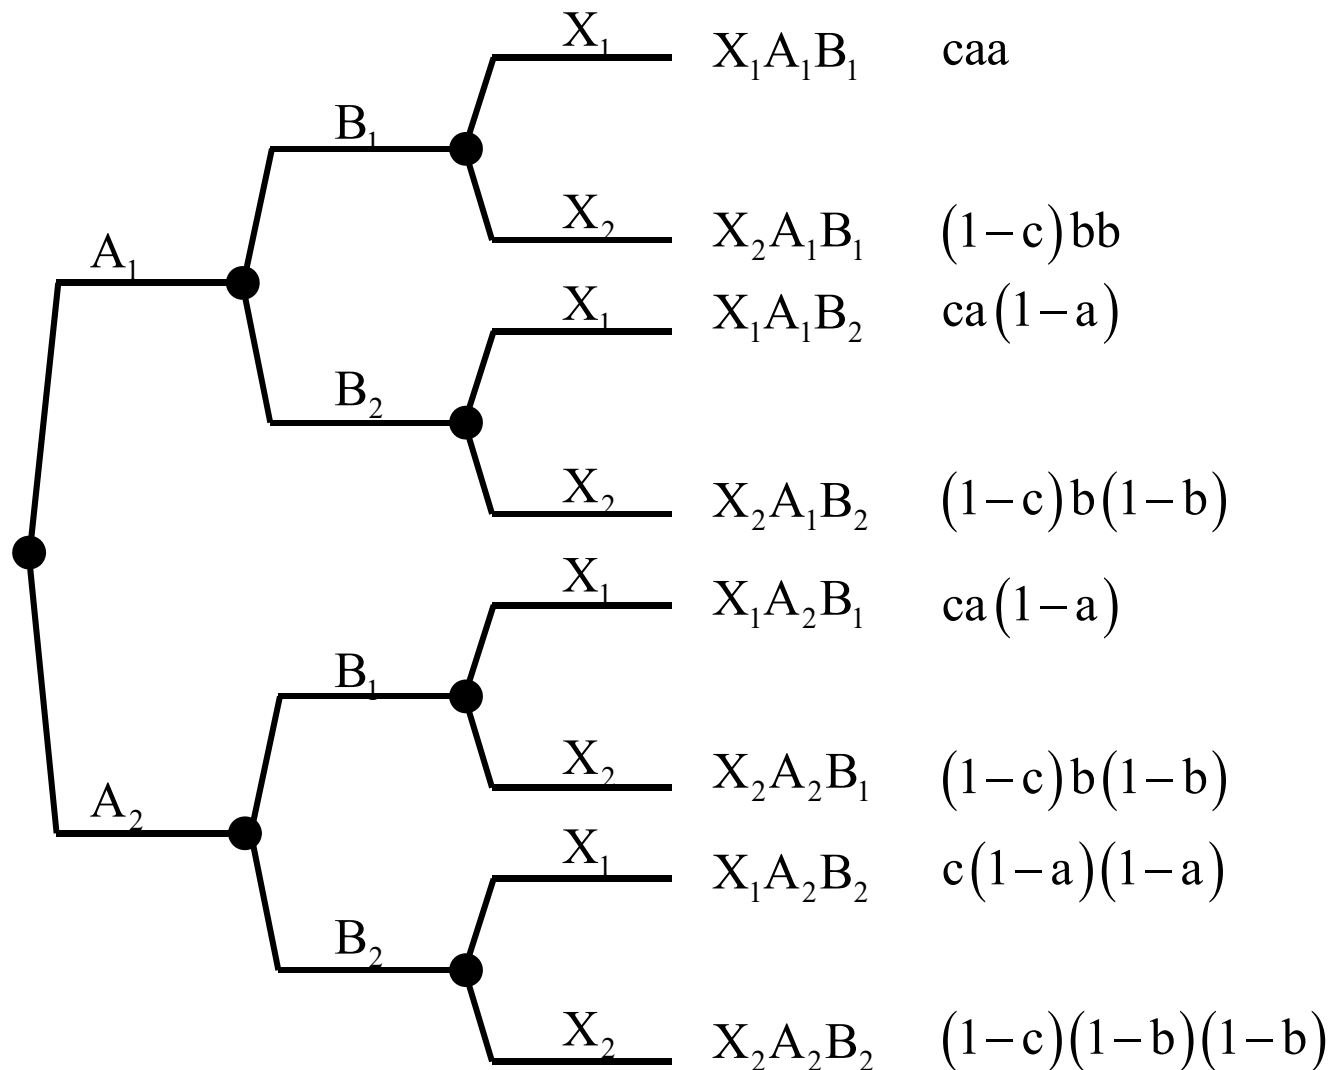 X₁ X₁A₁B₁ caa
B₁
X₂ X₂A₁B₁ (1−c)bb
A₁
X₁ X₁A₁B₂ ca(1−a)
B₂
X₂ X₂A₁B₂ (1−c)b(1−b)
X₁ X₁A₂B₁ ca(1−a)
B₁
X₂ X₂A₂B₁ (1−c)b(1−b)
A₂
X₁ X₁A₂B₂ c(1−a)(1−a)
B₂
X₂ X₂A₂B₂ (1−c)(1−b)(1−b)